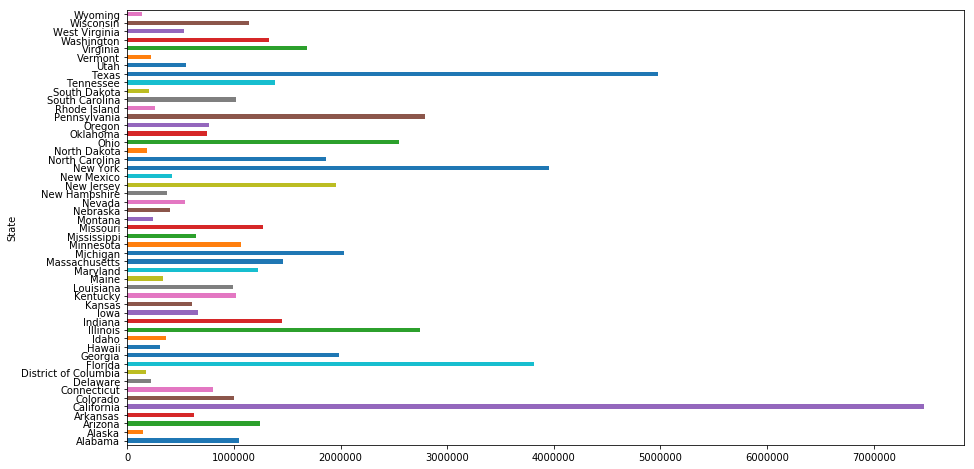 Wyoming
Wisconsin
West Virginia
Washington
Virginia
Vermont
Utah
Texas
Tennessee
South Dakota
South Carolina
Rhode Island
Pennsylvania
Oregon
Oklahoma
Ohio
North Dakota
North Carolina
New York
New Mexico
New Jersey
New Hampshire
Nevada
Nebraska
Montana
Missouri
Mississippi
Minnesota
Michigan
Massachusetts
Maryland
Maine
Louisiana
Kentucky
Kansas
Iowa
Indiana
Illinois
Idaho
Hawaii
Georgia
Florida
District of Columbia
Delaware
Connecticut
Colorado
California
Arkansas
Arizona
Alaska
Alabama
State
0 1000000 2000000 3000000 4000000 5000000 6000000 7000000